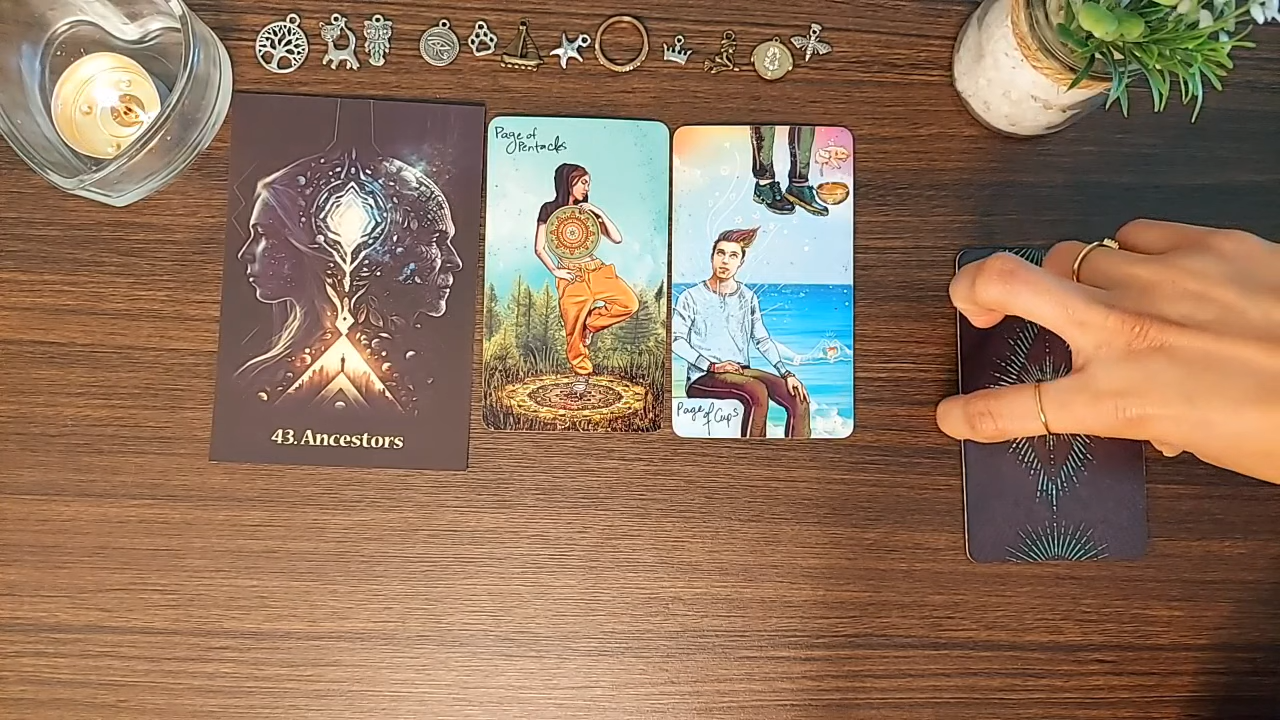 43. Ancestors
Page of
Pentacles
Page of
Cups